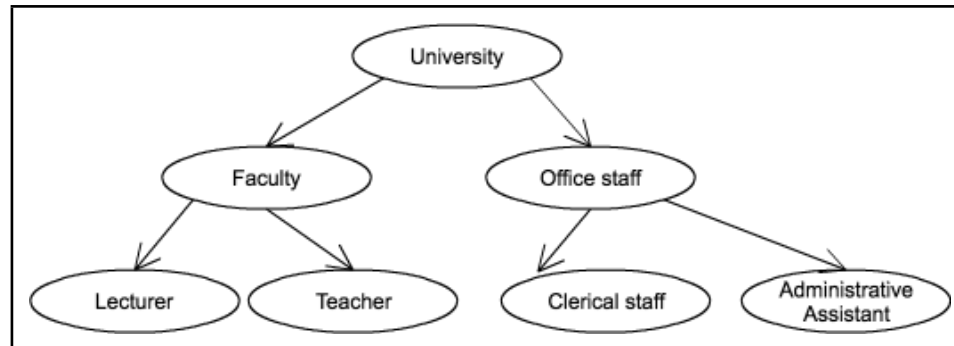 University
Faculty
Office staff
Lecturer
Teacher
Clerical staff
Administrative
Assistant